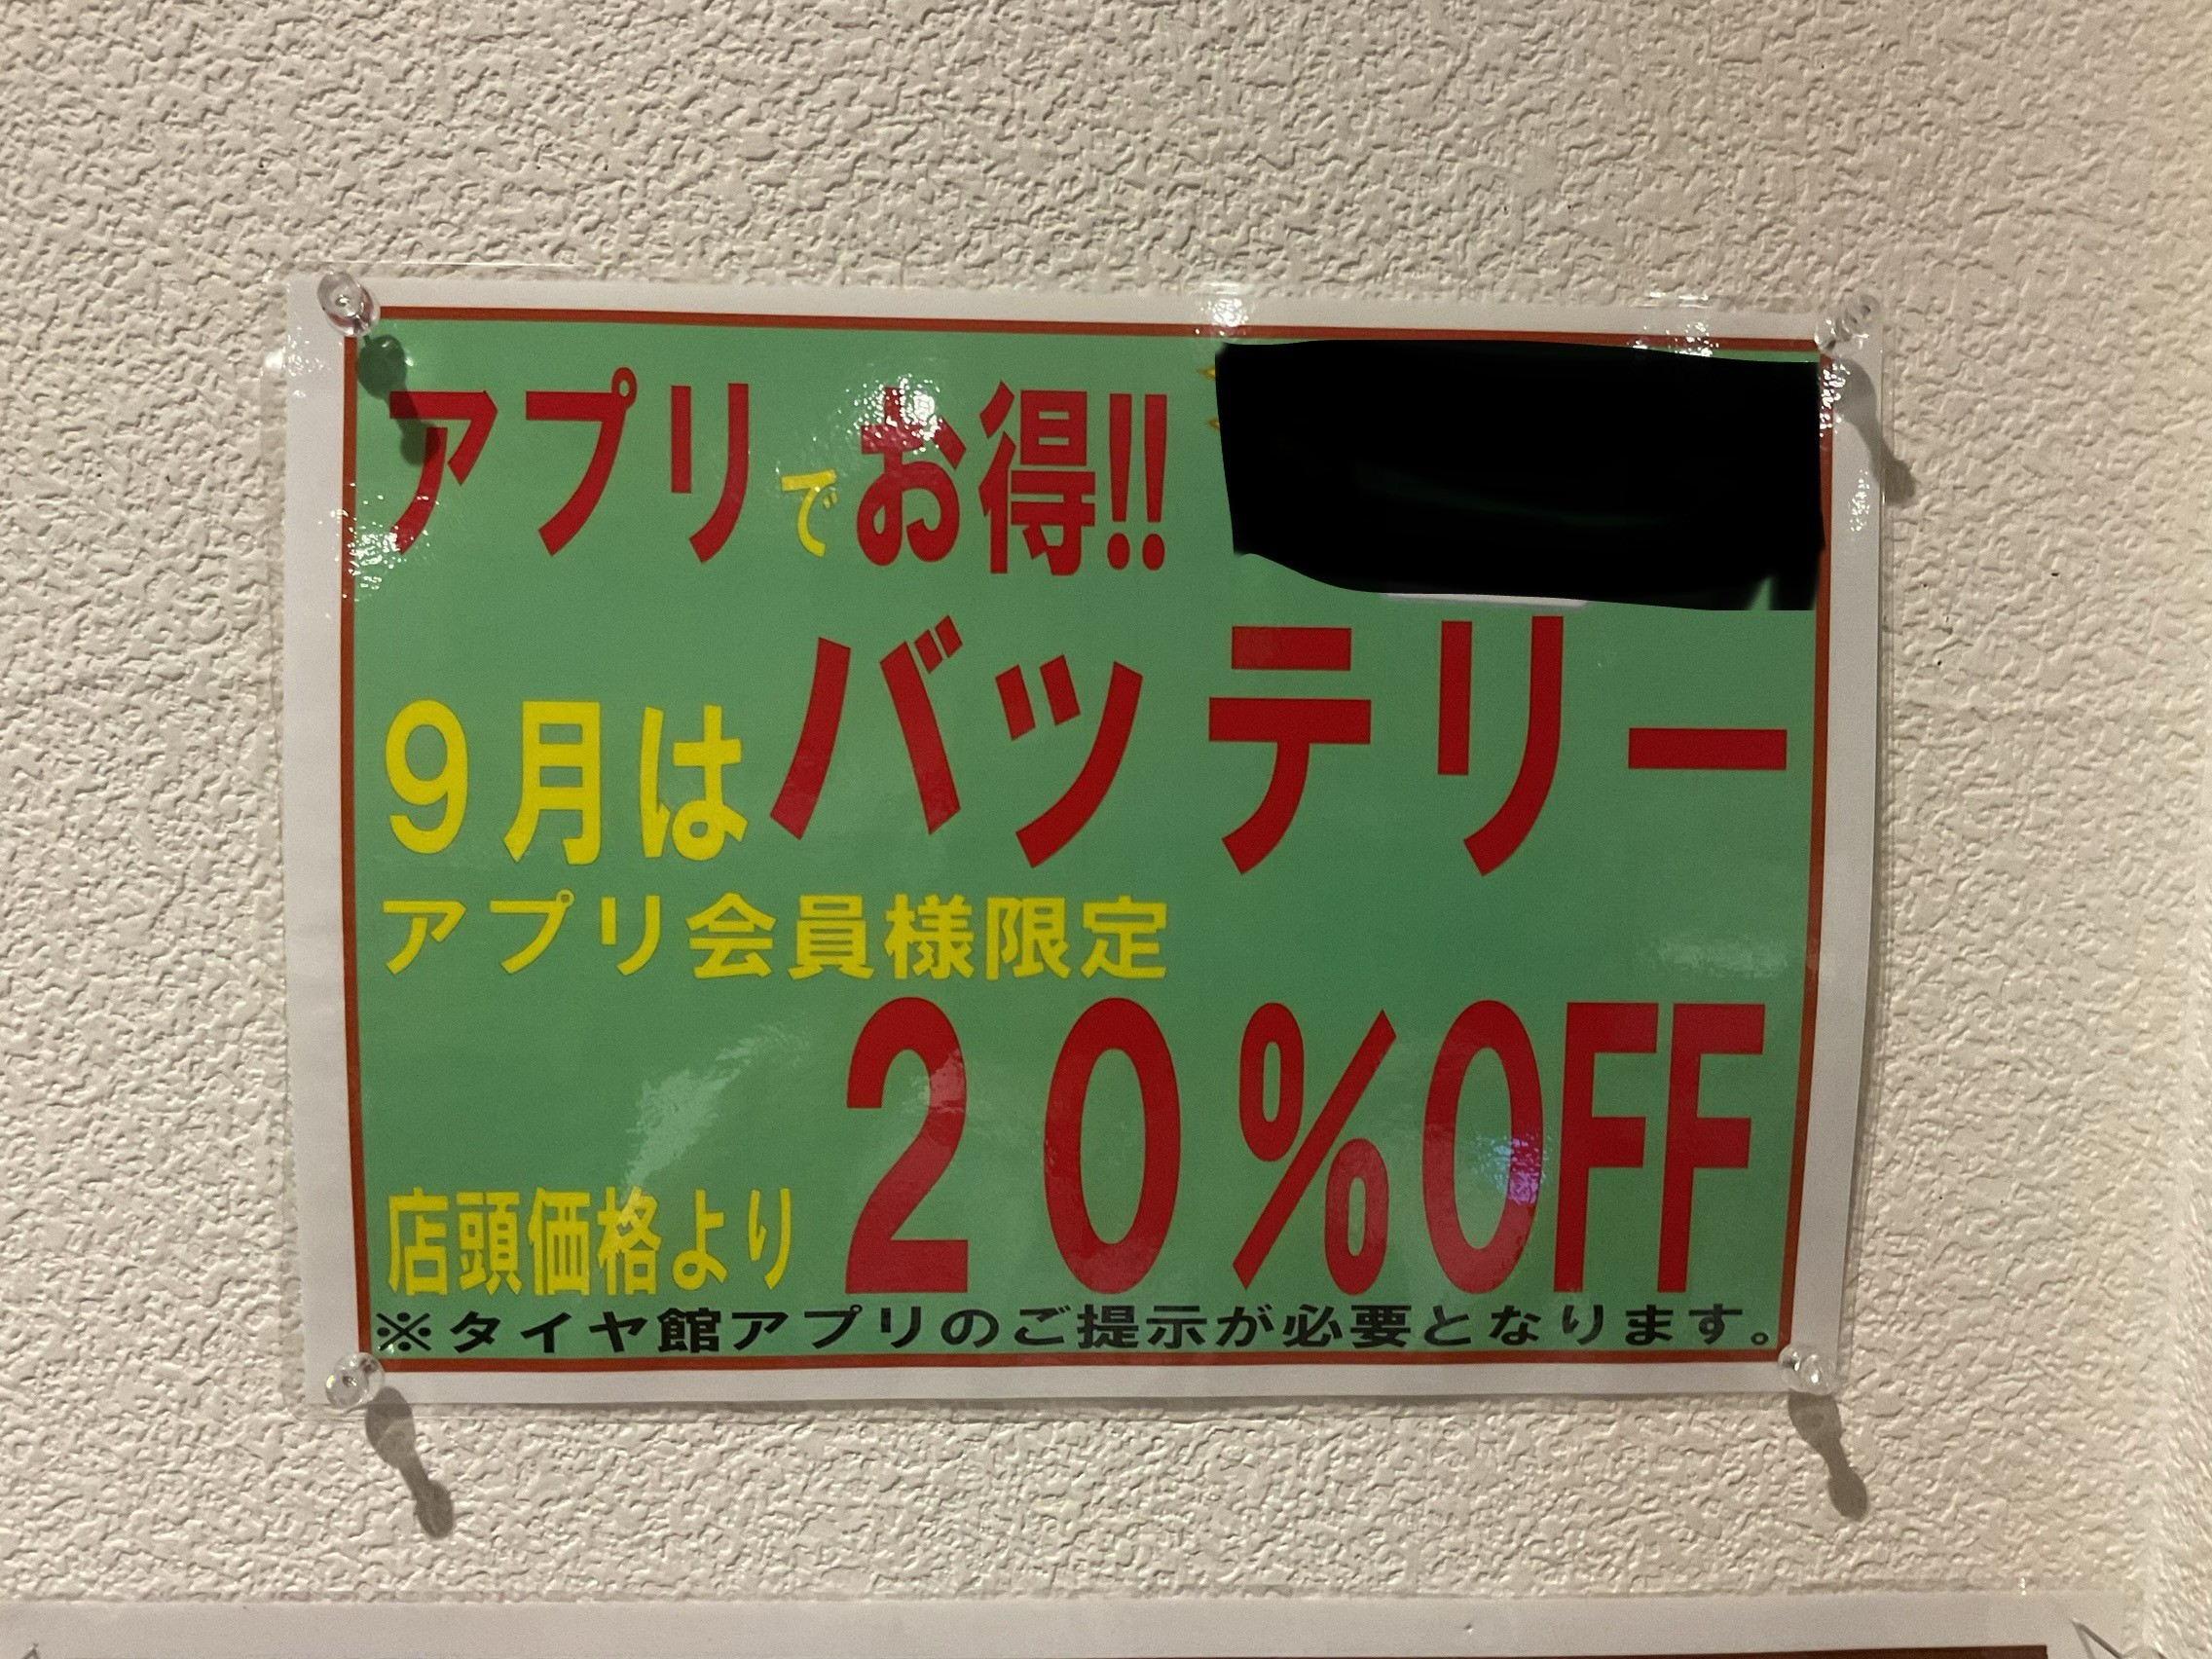 アプリでお得!!
9月はバッテリー
アプリ会員様限定
店頭価格より20%OFF
※タイヤ館アプリのご提示が必要となります。